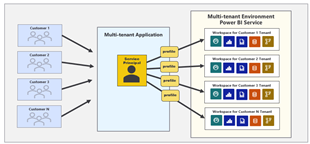 Multi-tenant Environment
Power BI Service
Multi-tenant Application
Customer 1
Customer 2
Customer 3
Customer N
Service
Principal
profile
profile
profile
profile
Workspace for Customer 1 Tenant
Workspace for Customer 2 Tenant
Workspace for Customer 3 Tenant
Workspace for Customer N Tenant